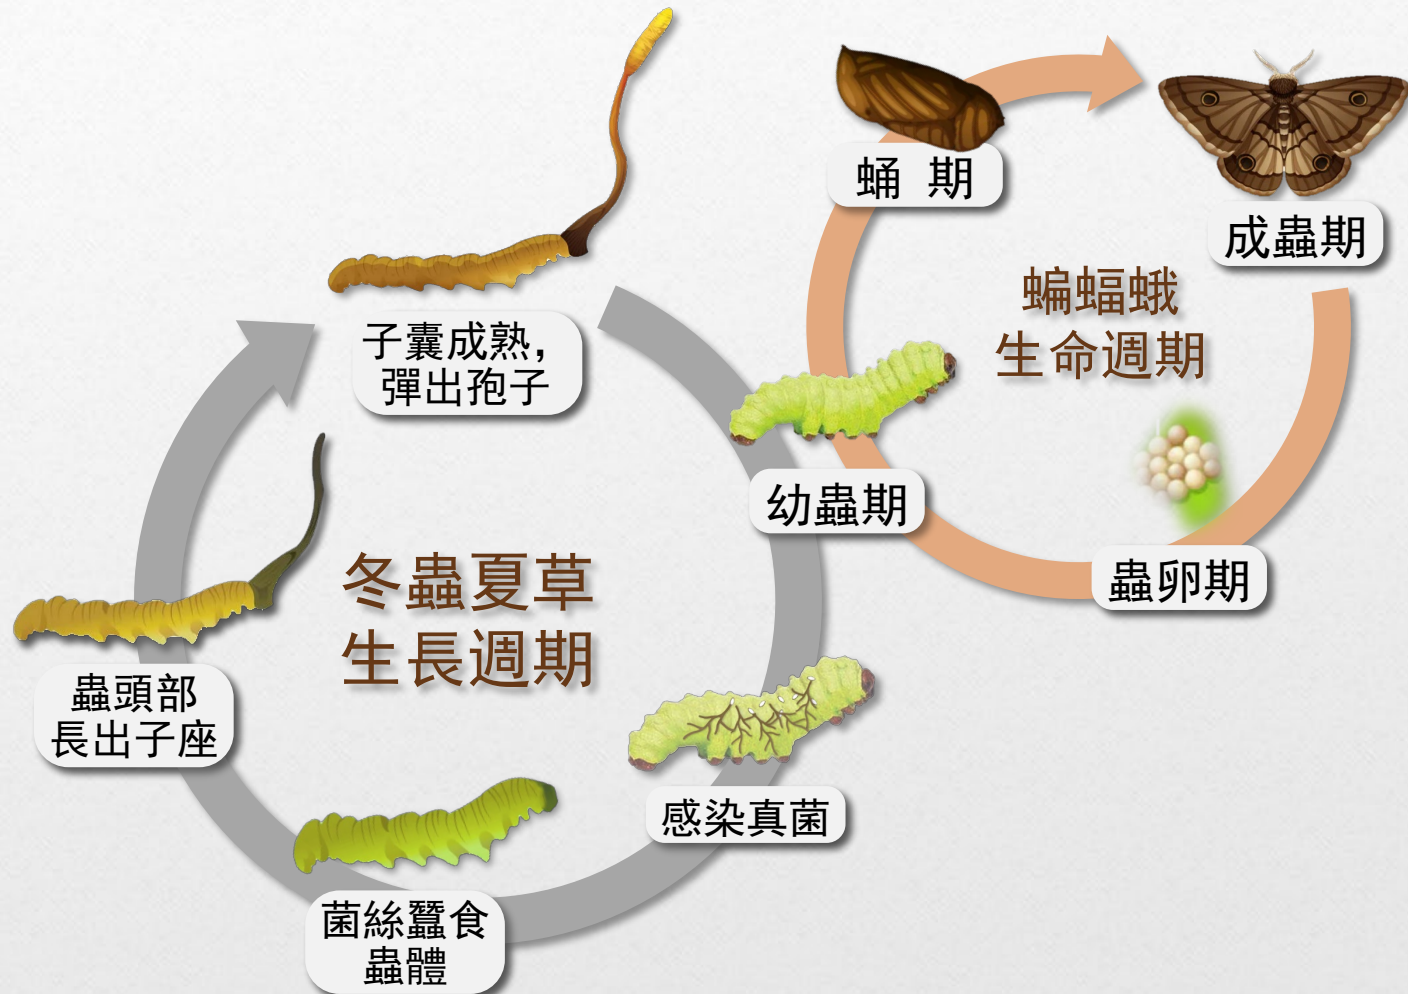 蛹 期
成蟲期
蝙蝠蛾
生命週期
幼蟲期
蟲卵期
子囊成熟，
彈出孢子
冬蟲夏草
生長週期
蟲頭部
長出子座
感染真菌
菌絲蠶食
蟲體